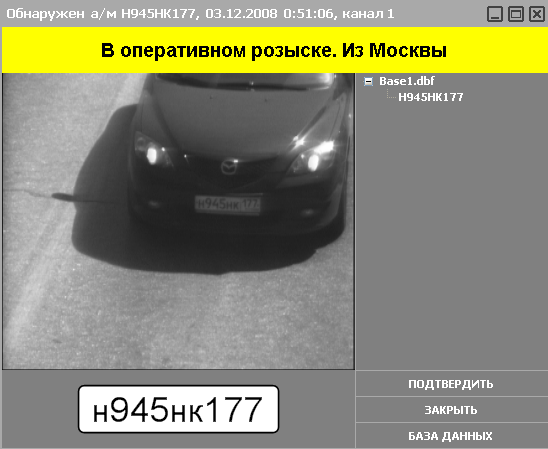 Обнаружен а/м Н945НК177, 03.12.2008 0:51:06, канал 1
В оперативном розыске. Из Москвы
Base1.dbf
Н945НК177
н945нк177
н945нк177
ПОДТВЕРДИТЬ
ЗАКРЫТЬ
БАЗА ДАННЫХ